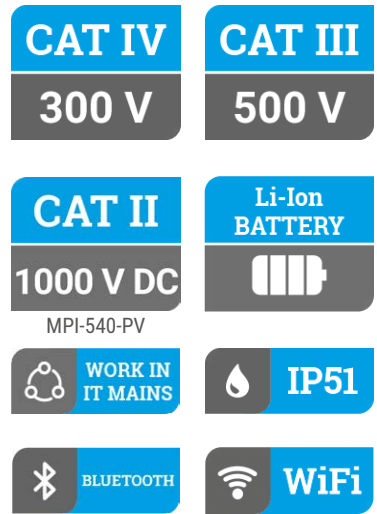 CAT IV
300 V
CAT III
500 V
CAT II
1000 V DC
MPI-540-PV
Li-Ion
BATTERY
WORK IN
IT MAINS
IP51
BLUETOOTH
WiFi